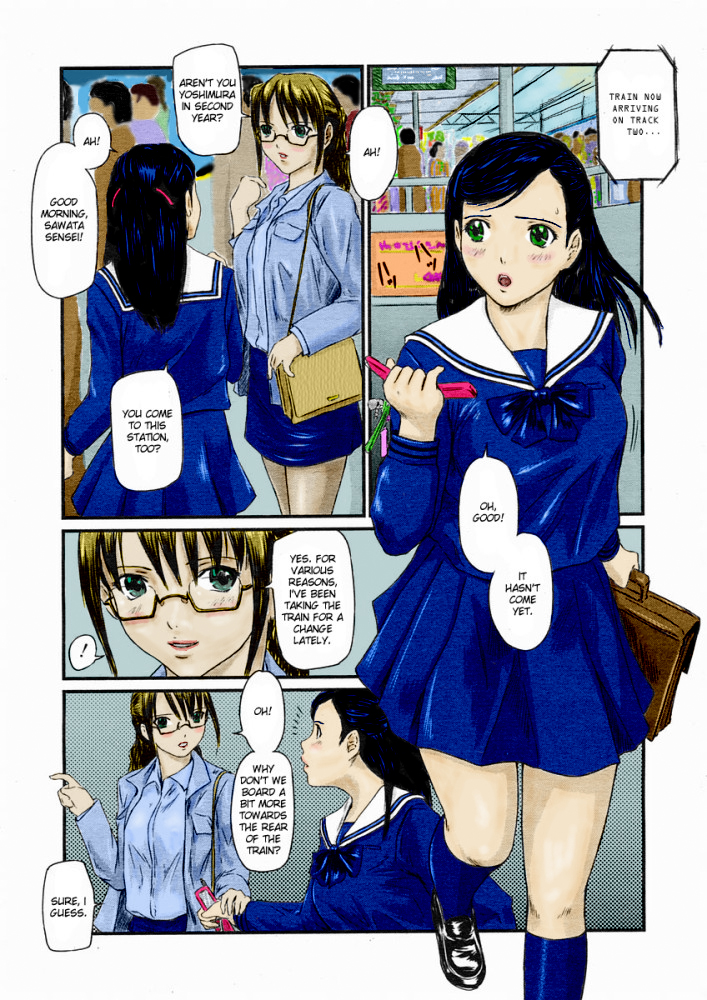 TRAIN NOW
ARRIVING
ON TRACK
TWO...
OH,
GOOD!
IT
HASN'T
COME
YET.
AH!
AREN'T YOU
YOSHIMURA
IN SECOND
YEAR?
AH!
GOOD
MORNING,
SAWATA
SENSEI!
YOU COME
TO THIS
STATION,
TOO?
YES. FOR
VARIOUS
REASONS,
I'VE BEEN
TAKING THE
TRAIN FOR A
CHANGE
LATELY.
!
OH!
WHY
DON'T WE
BOARD A
BIT MORE
TOWARDS
THE REAR
OF THE
TRAIN?
SURE, I
GUESS.